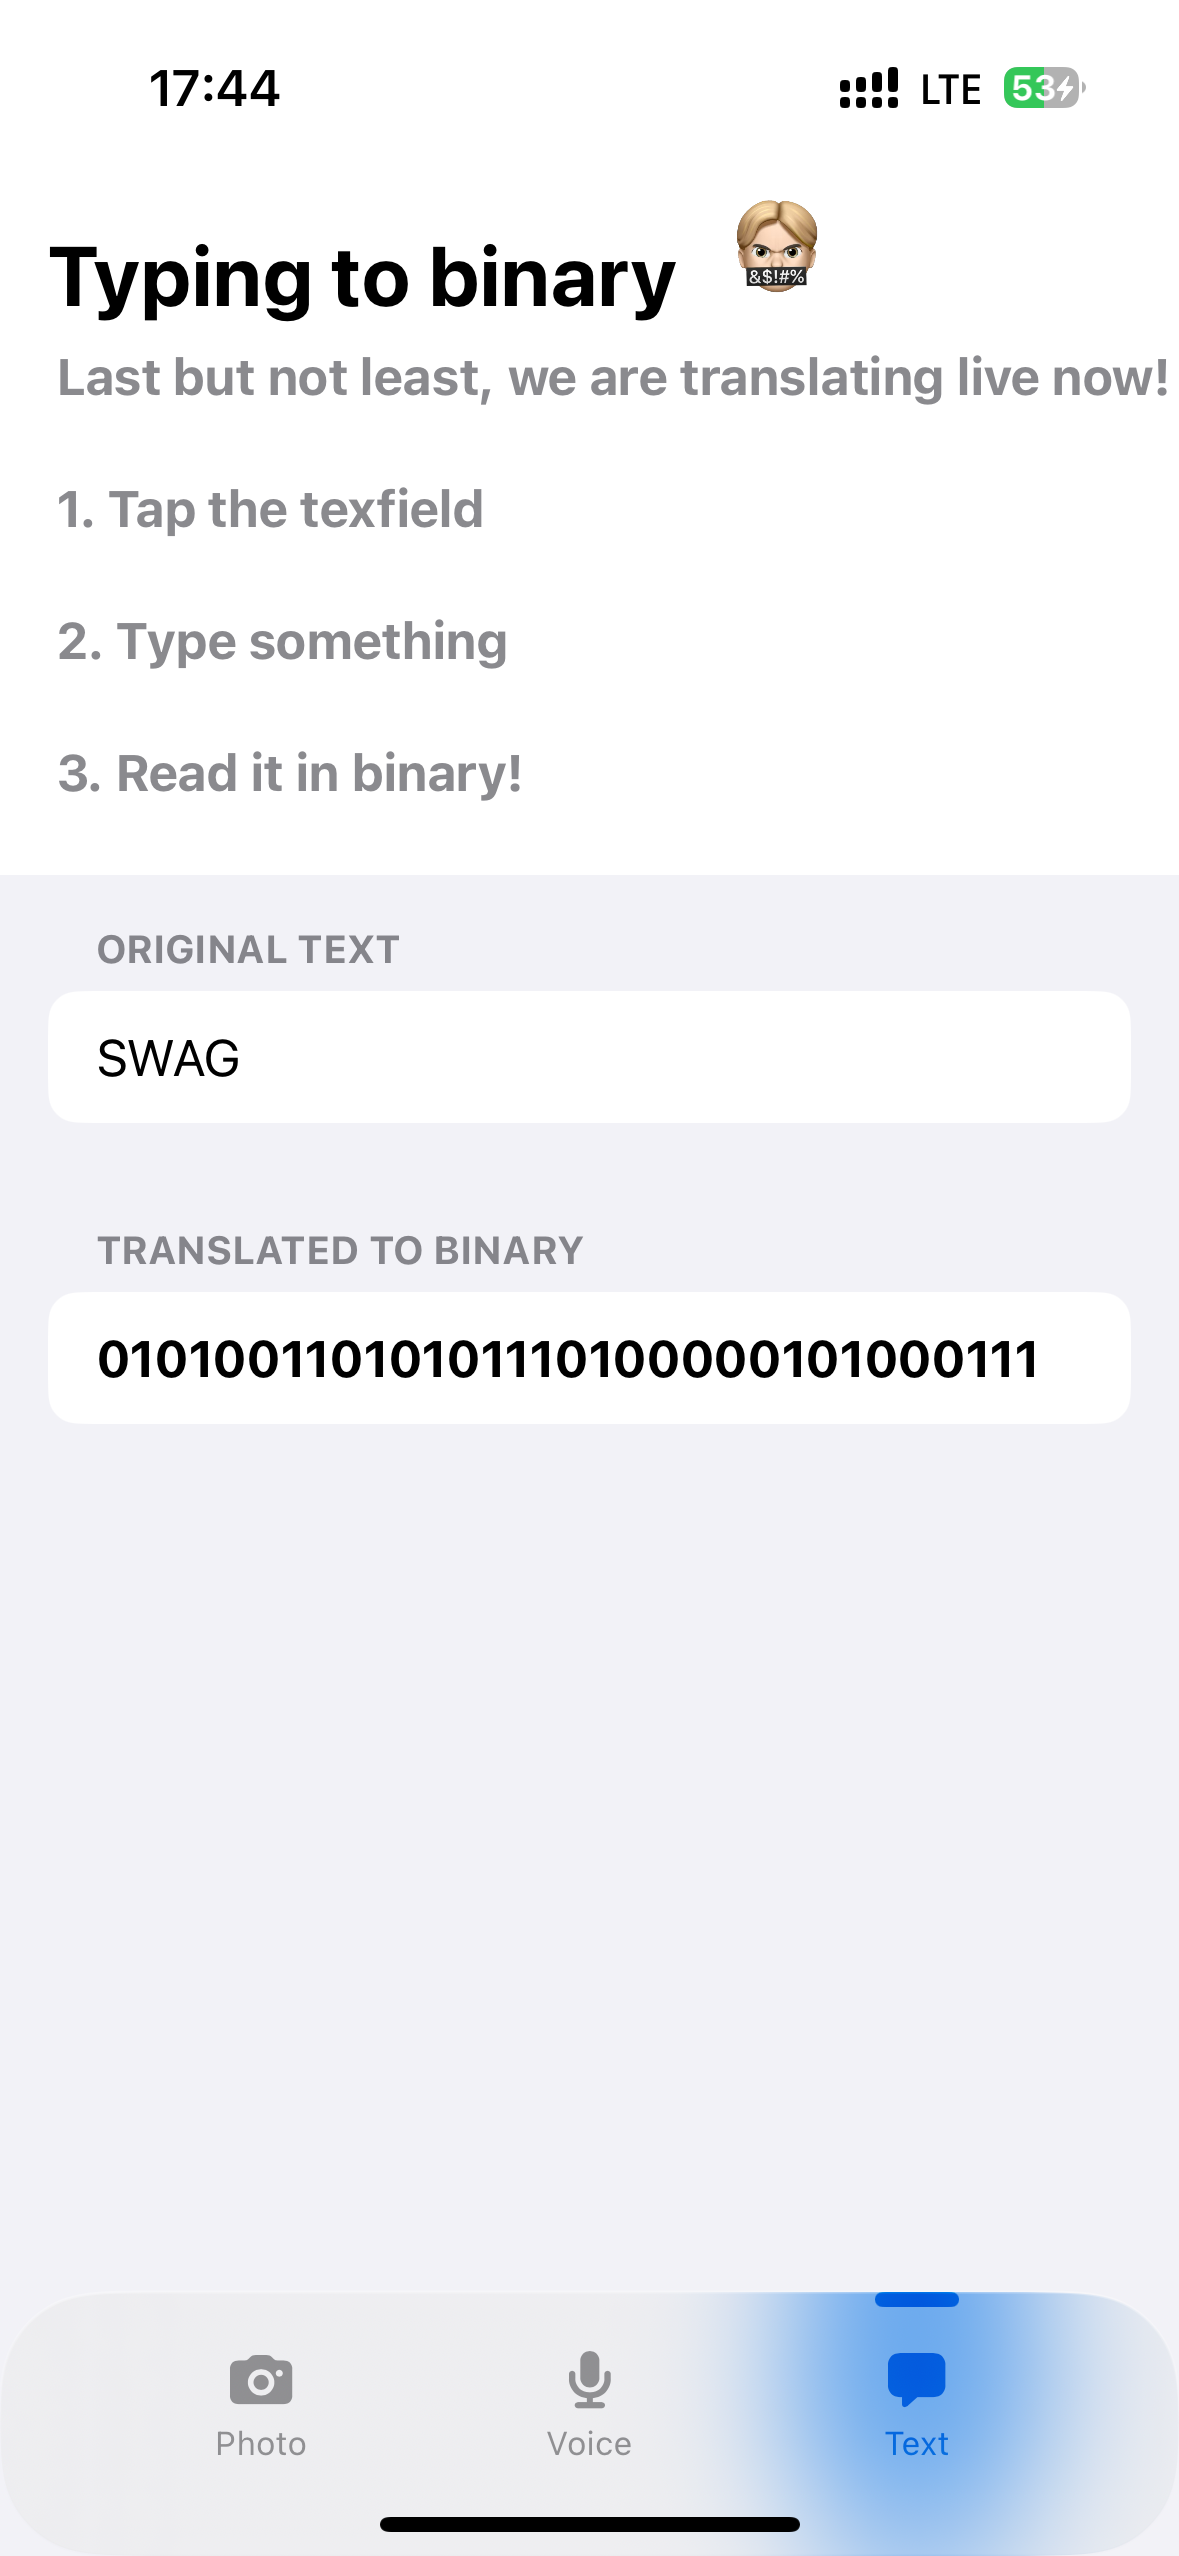 17:44 LTE 53
Typing to binary &$!#%
Last but not least, we are translating live now!
1. Tap the texfield
2. Type something
3. Read it in binary!
ORIGINAL TEXT
SWAG
TRANSLATED TO BINARY
01010011010101110100000101000111
Photo Voice Text